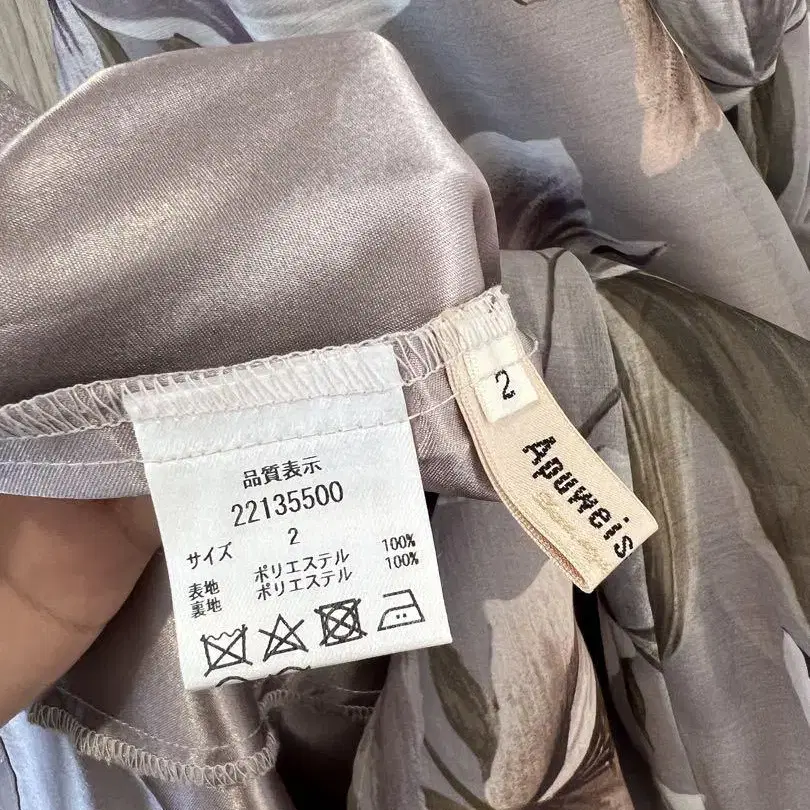 品質表示
22135500
サイズ 2
表地 ポリエステル 100%
裏地 ポリエステル 100%
2
Apuweis